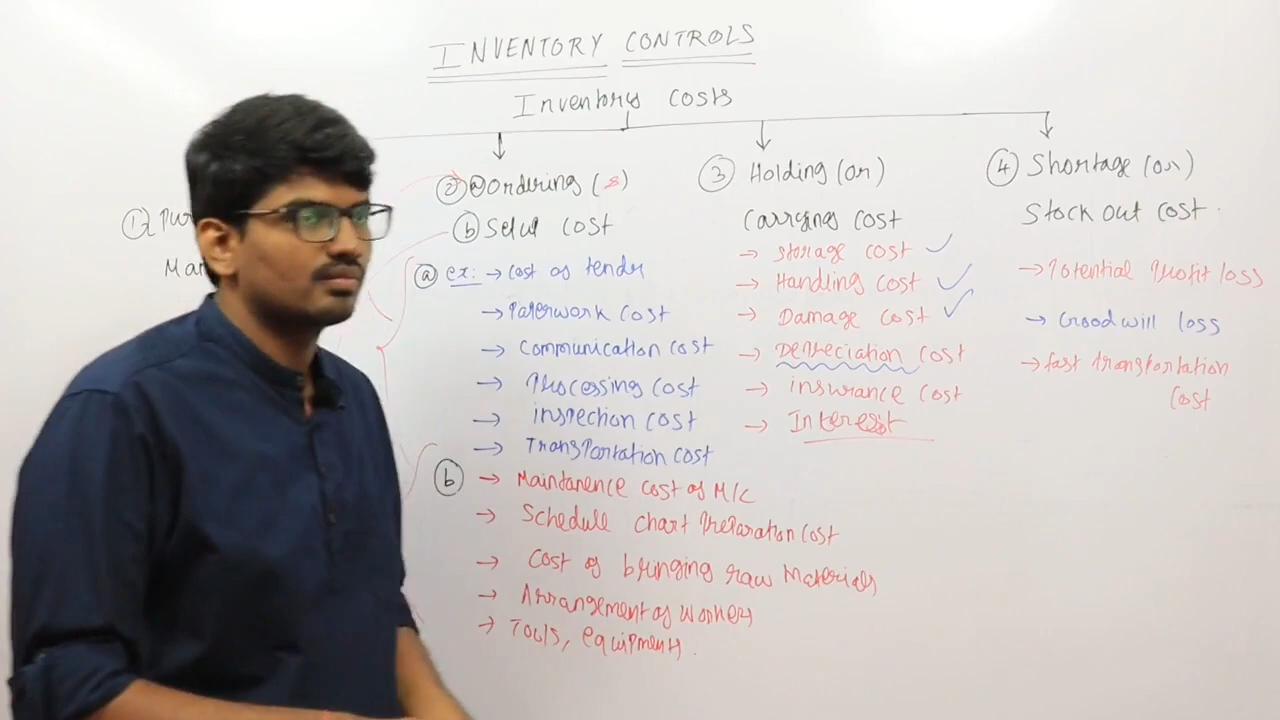 INVENTORY CONTROLS
Inventory costs
① Pur
Man
② ⓐ Ordering (s)
ⓑ Setup cost
ⓐ ex: → cost of tender
→ Paperwork cost
→ communication cost
→ Processing cost
→ inspection cost
→ Transportation cost
ⓑ → Maintanence cost of M/C
→ Schedule chart Preparation cost
→ Cost of bringing raw Materials
→ Arrangement of workers
→ Tools, equipments.
③ Holding (or)
Carrying cost
→ storage cost ✓
→ Handling cost ✓
→ Damage cost ✓
→ Depreciation cost
→ insurance cost
→ Interest
④ Shortage (or)
Stock out cost.
→ Potential Profit loss
→ Goodwill loss
→ fast transportation
cost